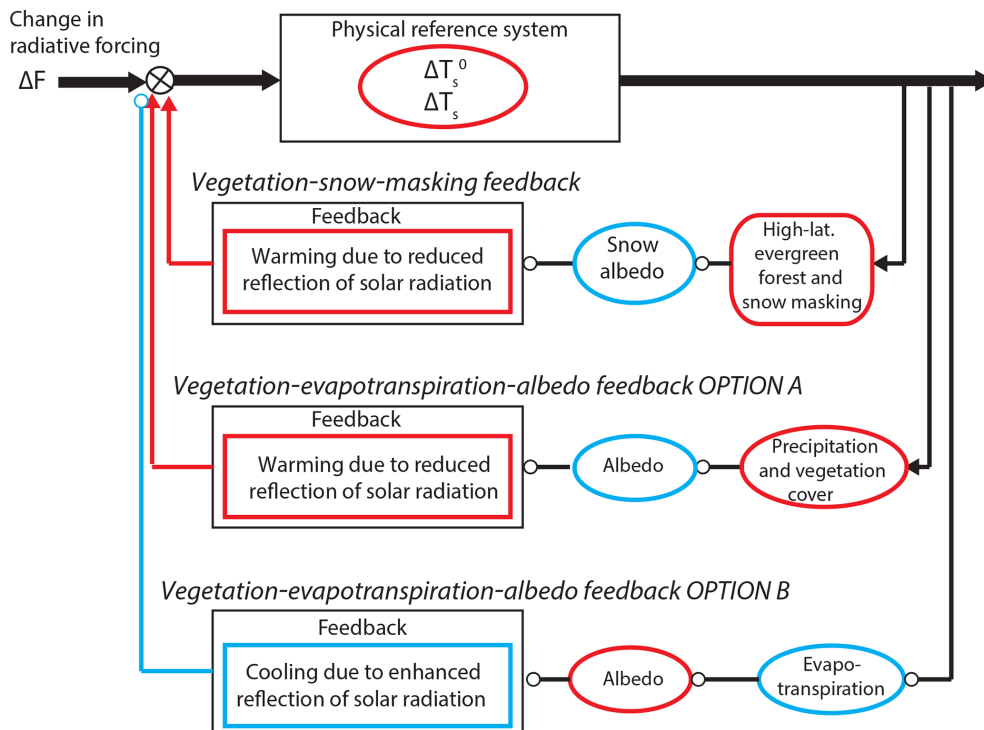 Change in
radiative forcing
ΔF
Physical reference system
ΔTs⁰
ΔTs
Vegetation-snow-masking feedback
Feedback
Warming due to reduced
reflection of solar radiation
Snow
albedo
High-lat.
evergreen
forest and
snow masking
Vegetation-evapotranspiration-albedo feedback OPTION A
Feedback
Warming due to reduced
reflection of solar radiation
Albedo
Precipitation
and vegetation
cover
Vegetation-evapotranspiration-albedo feedback OPTION B
Feedback
Cooling due to enhanced
reflection of solar radiation
Albedo
Evapo-
transpiration